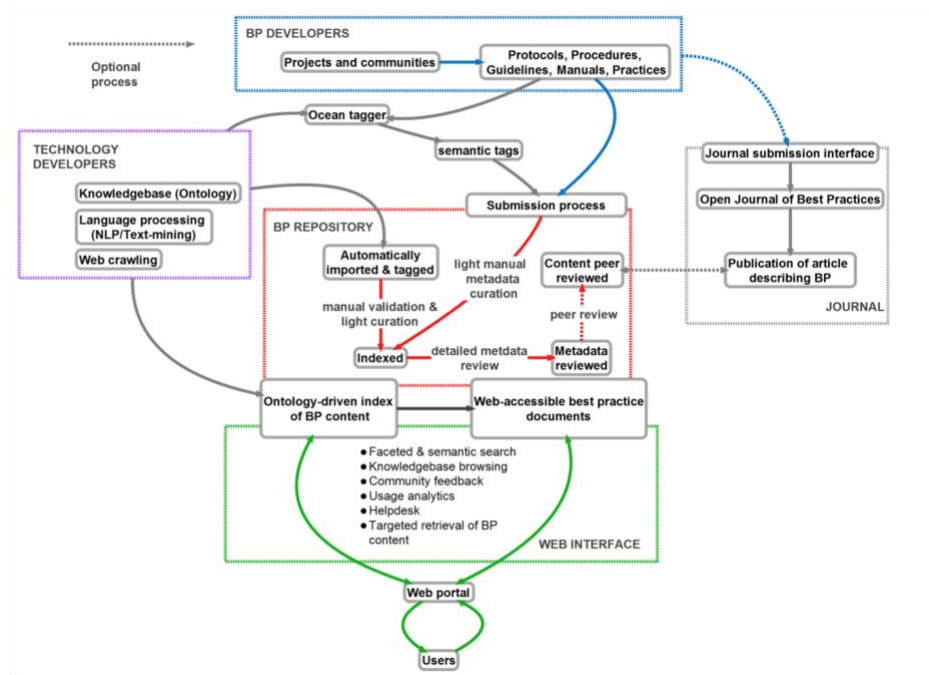 BP DEVELOPERS
Optional
process
Projects and communities
Protocols, Procedures,
Guidelines, Manuals, Practices
Ocean tagger
semantic tags
TECHNOLOGY
DEVELOPERS
Knowledgebase (Ontology)
Language processing
(NLP/Text-mining)
Web crawling
Journal submission interface
Open Journal of Best Practices
Publication of article
describing BP
JOURNAL
Submission process
BP REPOSITORY
Automatically
imported & tagged
light manual
metadata
curation
Content peer
reviewed
manual validation &
light curation
peer review
Indexed
detailed metdata
review
Metadata
reviewed
Ontology-driven index
of BP content
Web-accessible best practice
documents
● Faceted & semantic search
● Knowledgebase browsing
● Community feedback
● Usage analytics
● Helpdesk
● Targeted retrieval of BP
content
WEB INTERFACE
Web portal
Users